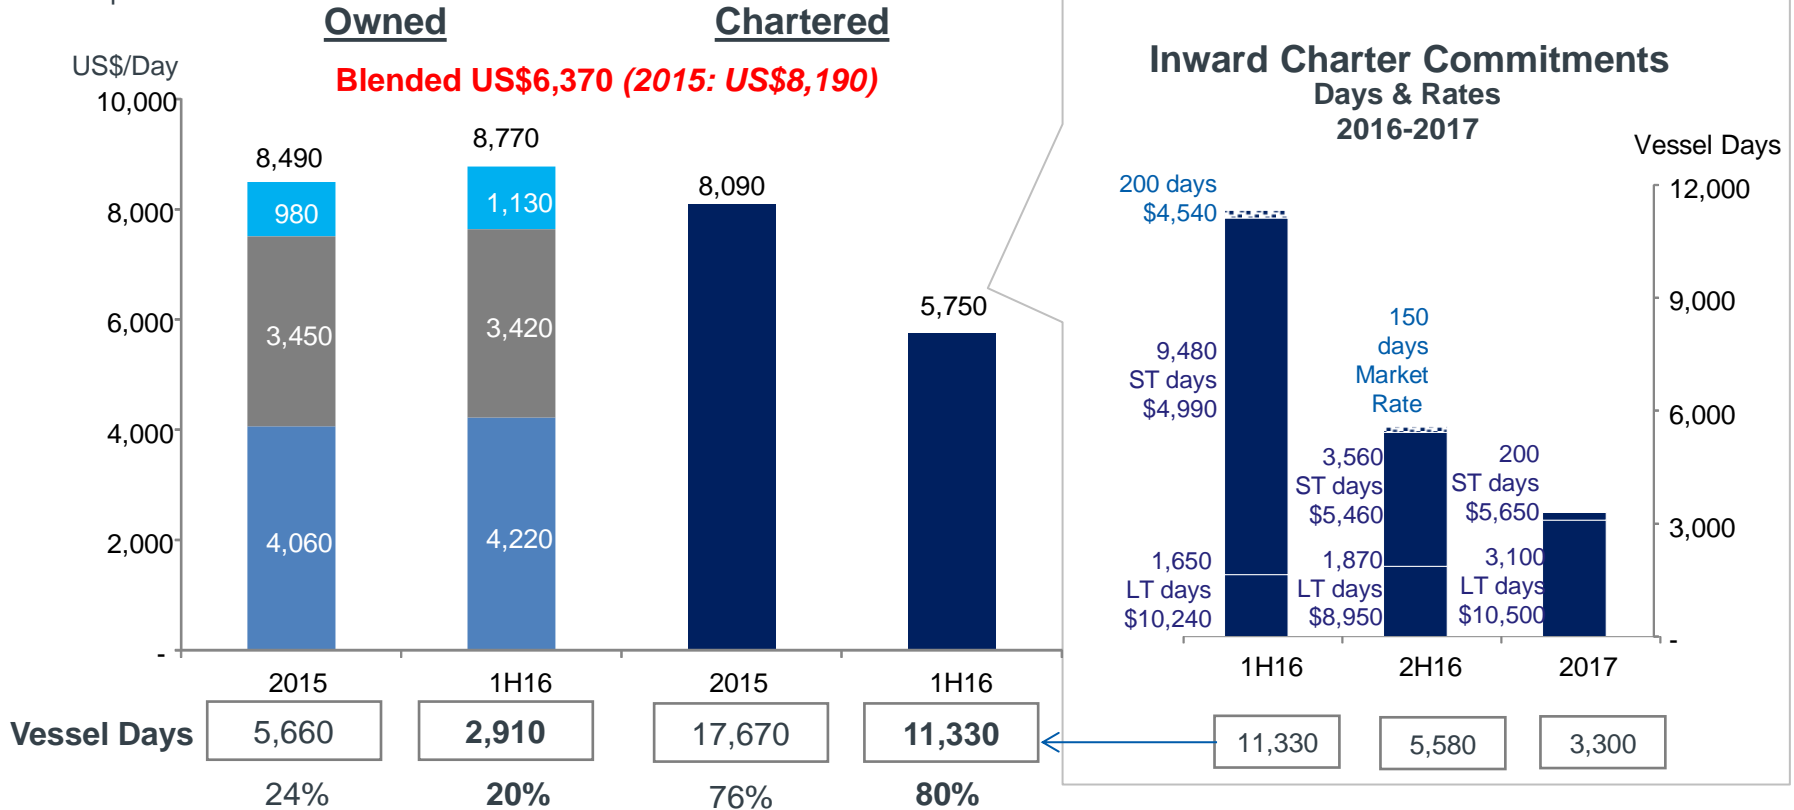 Owned
Chartered
US$/Day
Blended US$6,370 (2015: US$8,190)
10,000
8,000
6,000
4,000
2,000
-
8,490
980
3,450
4,060
8,770
1,130
3,420
4,220
8,090
5,750
2015
1H16
2015
1H16
Vessel Days
5,660
2,910
17,670
11,330
24%
20%
76%
80%
Inward Charter Commitments
Days & Rates
2016-2017
Vessel Days
12,000
9,000
6,000
3,000
-
200 days
$4,540
9,480
ST days
$4,990
1,650
LT days
$10,240
150
days
Market
Rate
3,560
ST days
$5,460
1,870
LT days
$8,950
200
ST days
$5,650
3,100
LT days
$10,500
1H16
2H16
2017
11,330
5,580
3,300